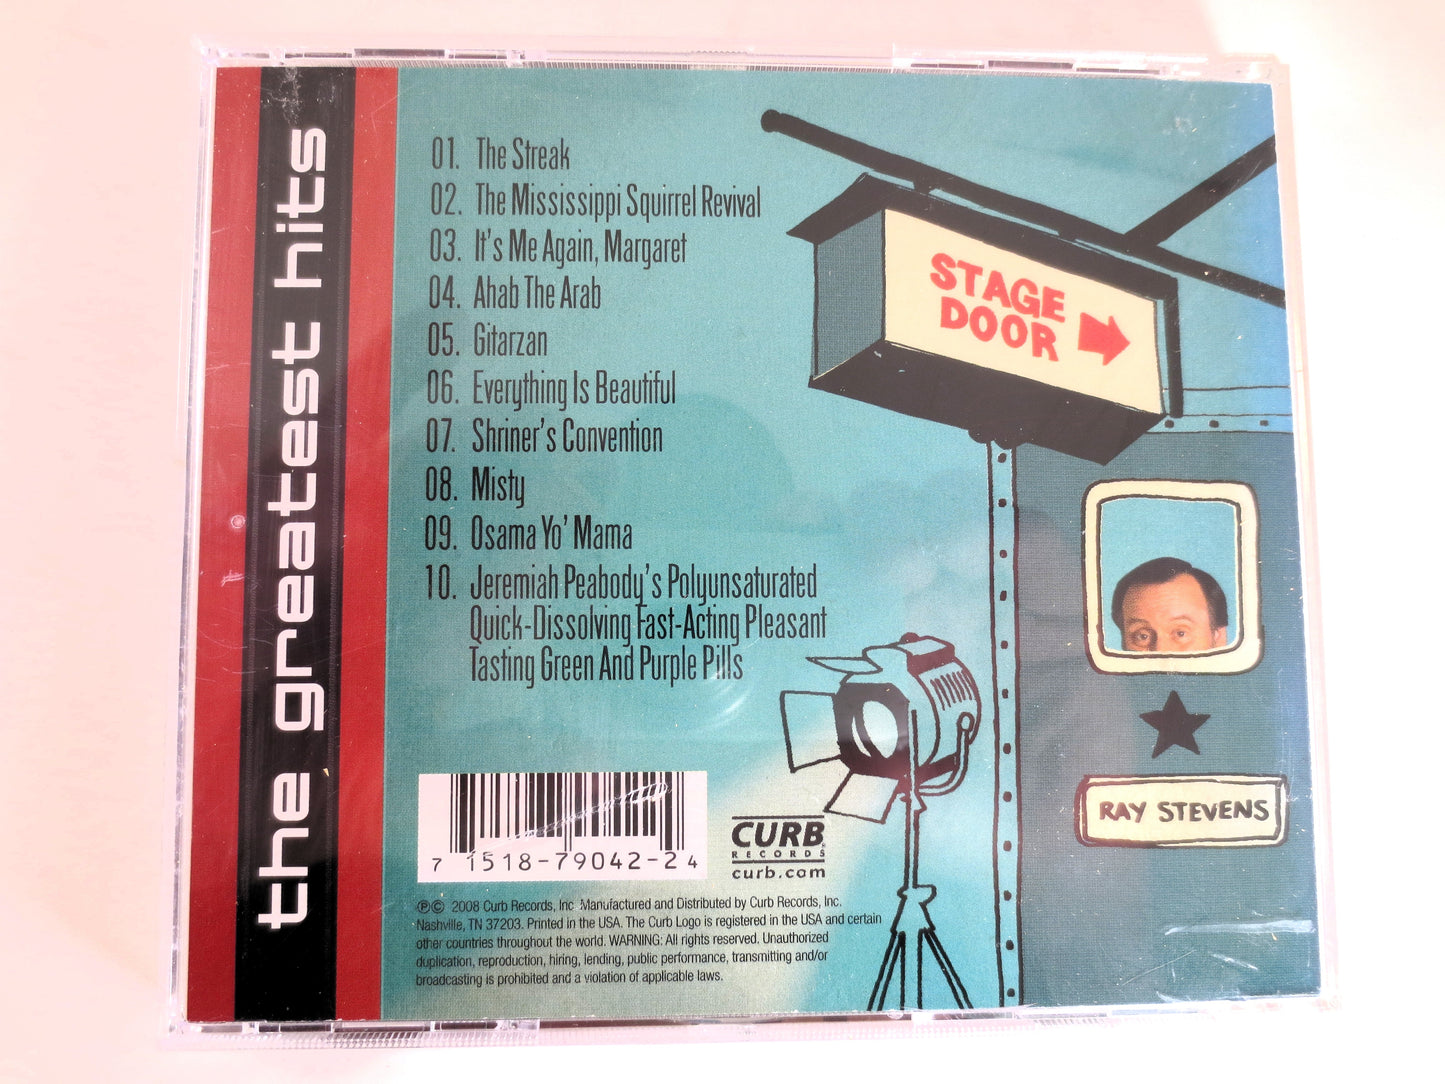 the greatest hits
01. The Streak
02. The Mississippi Squirrel Revival
03. It's Me Again, Margaret
04. Ahab The Arab
05. Gitarzan
06. Everything Is Beautiful
07. Shriner's Convention
08. Misty
09. Osama Yo' Mama
10. Jeremiah Peabody's Polyunsaturated
Quick-Dissolving Fast-Acting Pleasant
Tasting Green And Purple Pills
STAGE
DOOR
RAY STEVENS
7 1518-79042-2 4
CURB
RECORDS
curb.com
℗© 2008 Curb Records, Inc. Manufactured and Distributed by Curb Records, Inc.
Nashville, TN 37203. Printed in the USA. The Curb Logo is registered in the USA and certain
other countries throughout the world. WARNING: All rights reserved. Unauthorized
duplication, reproduction, hiring, lending, public performance, transmitting and/or
broadcasting is prohibited and a violation of applicable laws.